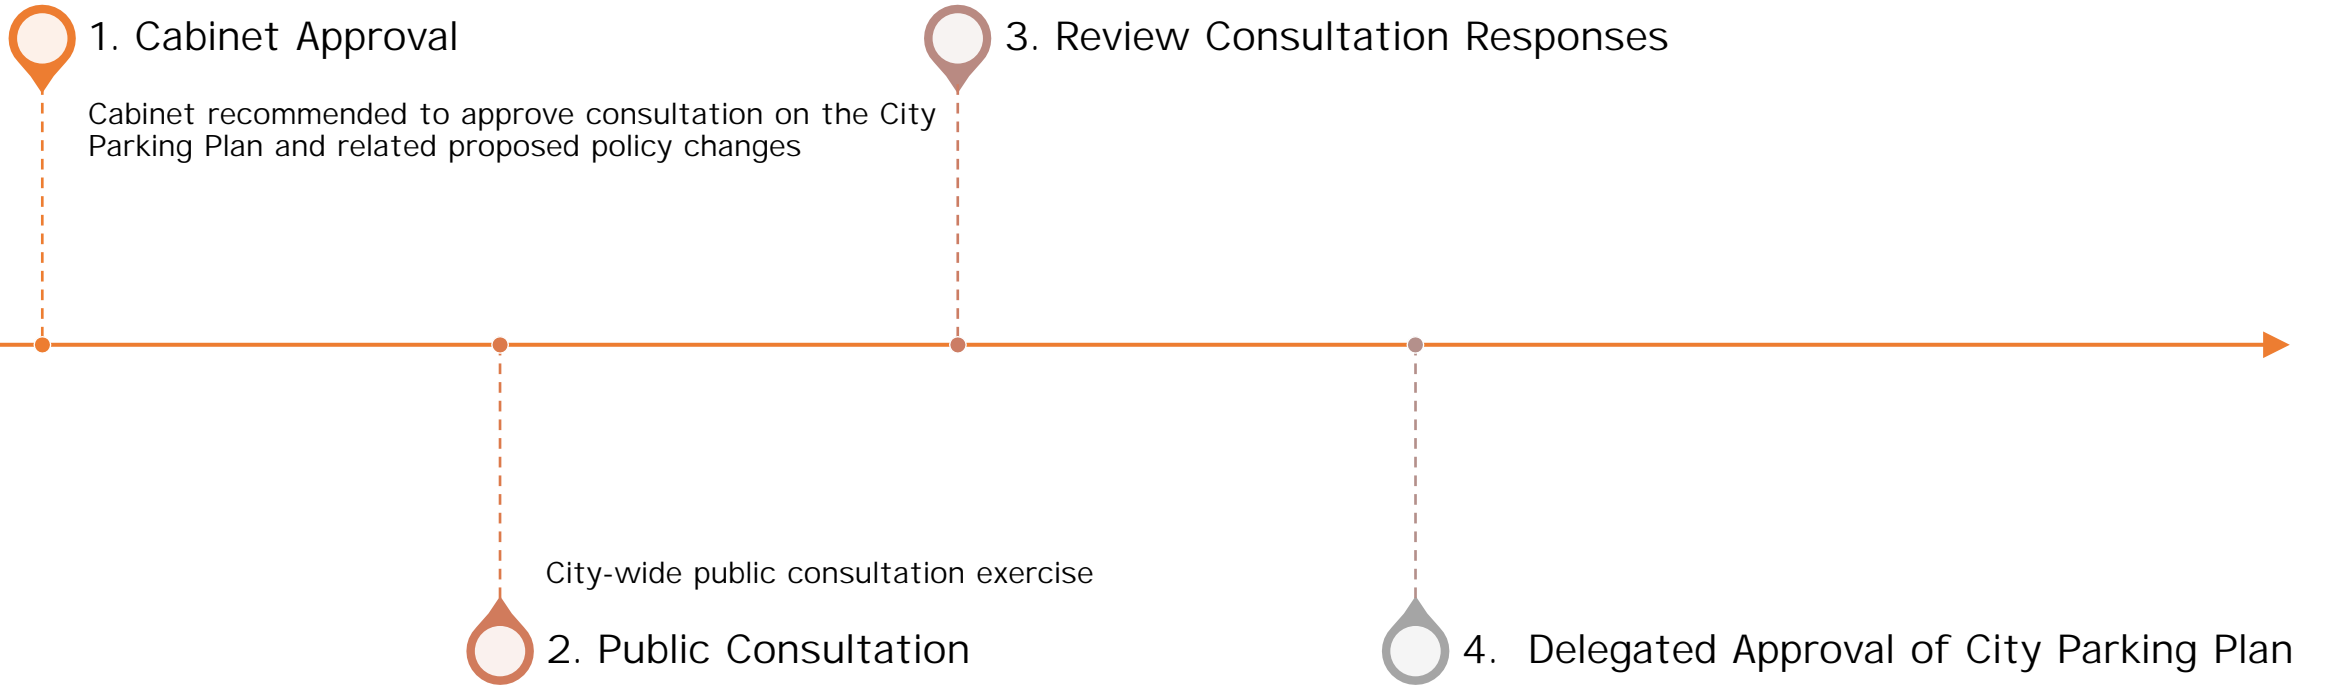 1. Cabinet Approval
Cabinet recommended to approve consultation on the City
Parking Plan and related proposed policy changes
City-wide public consultation exercise
2. Public Consultation
3. Review Consultation Responses
4. Delegated Approval of City Parking Plan